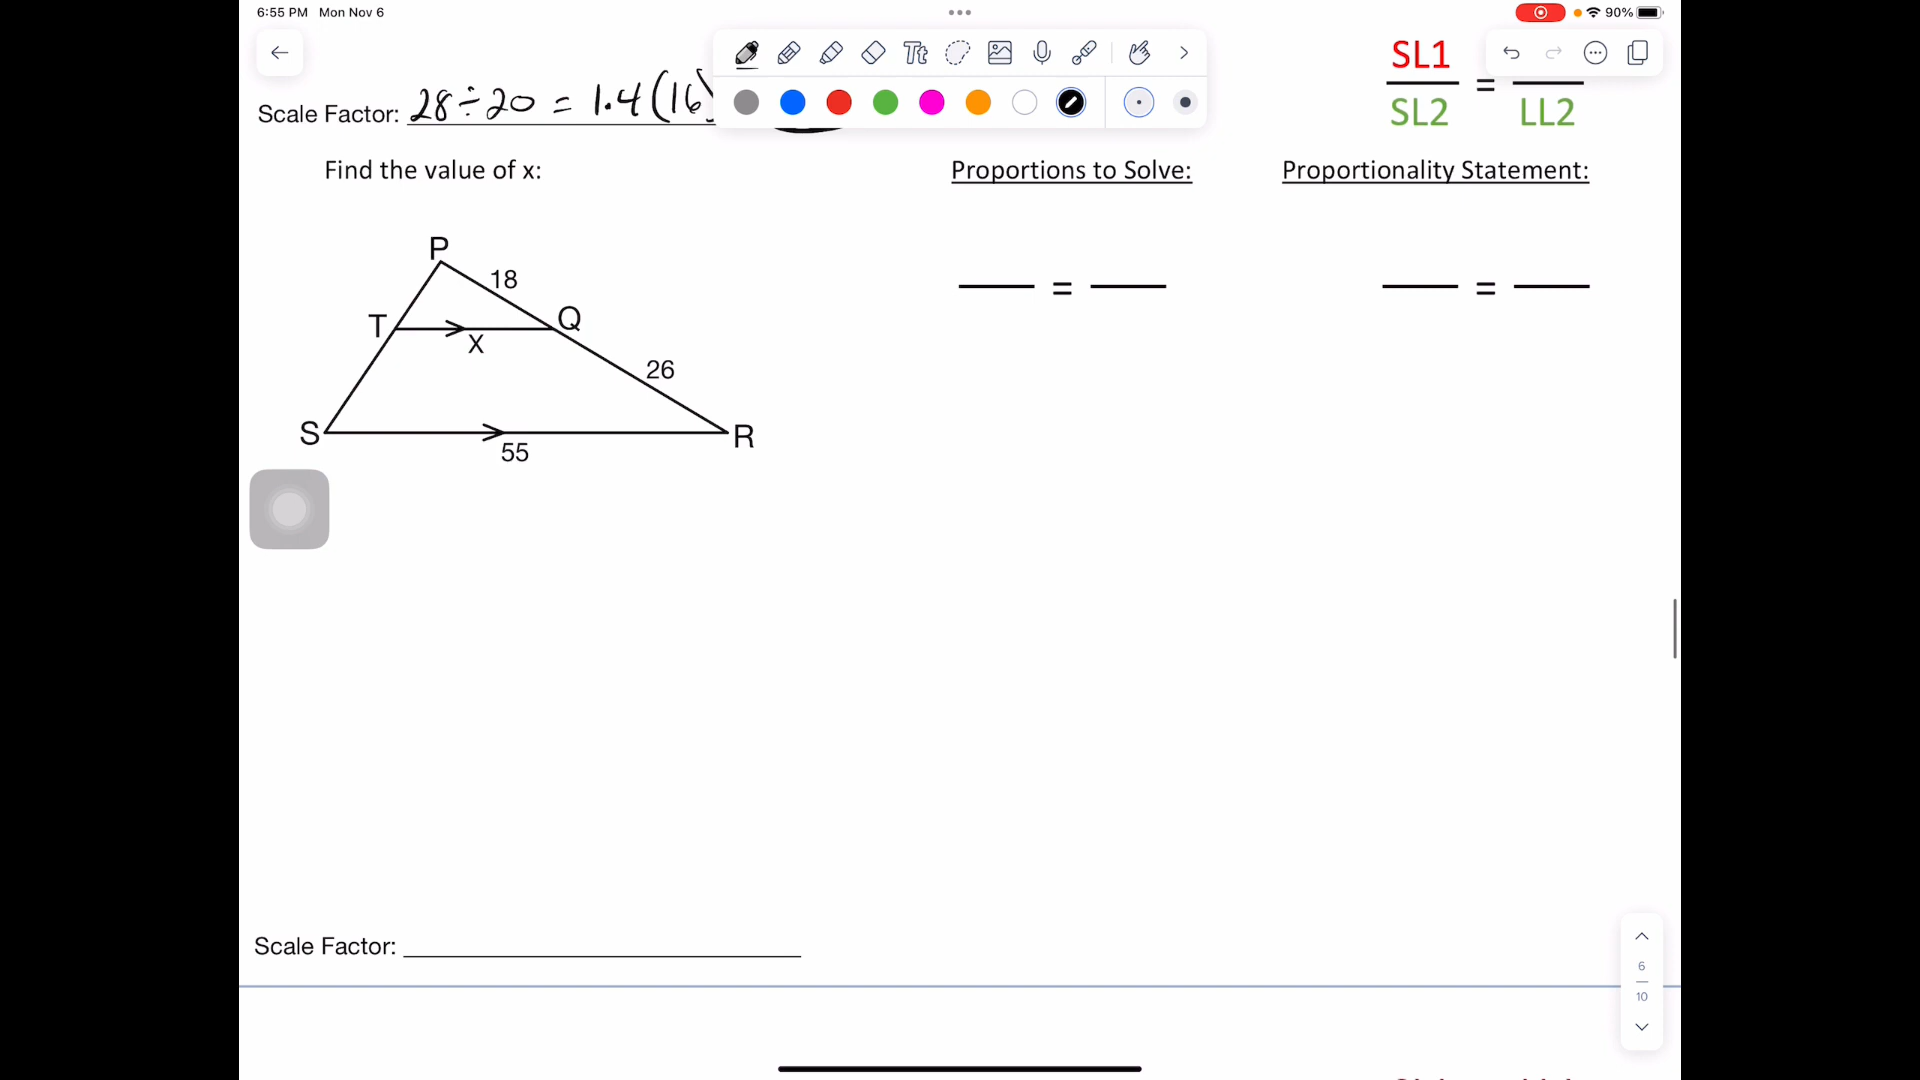 6:55 PM Mon Nov 6
90%
Tt
SL1
SL2
=
LL2
Scale Factor: 28÷20 = 1.4(16)
Find the value of x:
Proportions to Solve:
Proportionality Statement:
P
18
T
Q
X
26
S
55
R
=
=
Scale Factor:
6
10